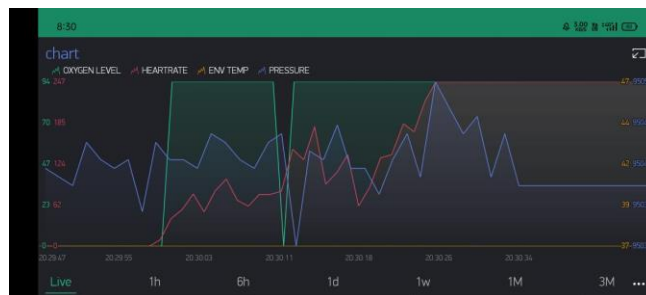 8:30
chart
OXYGEN LEVEL HEARTRATE ENV TEMP PRESSURE
94 247
47
70 185
44
47 124
42
23 62
39
0 0
37
20:29:47 20:29:55 20:30:03 20:30:11 20:30:18 20:30:26 20:30:34
Live 1h 6h 1d 1w 1M 3M ...